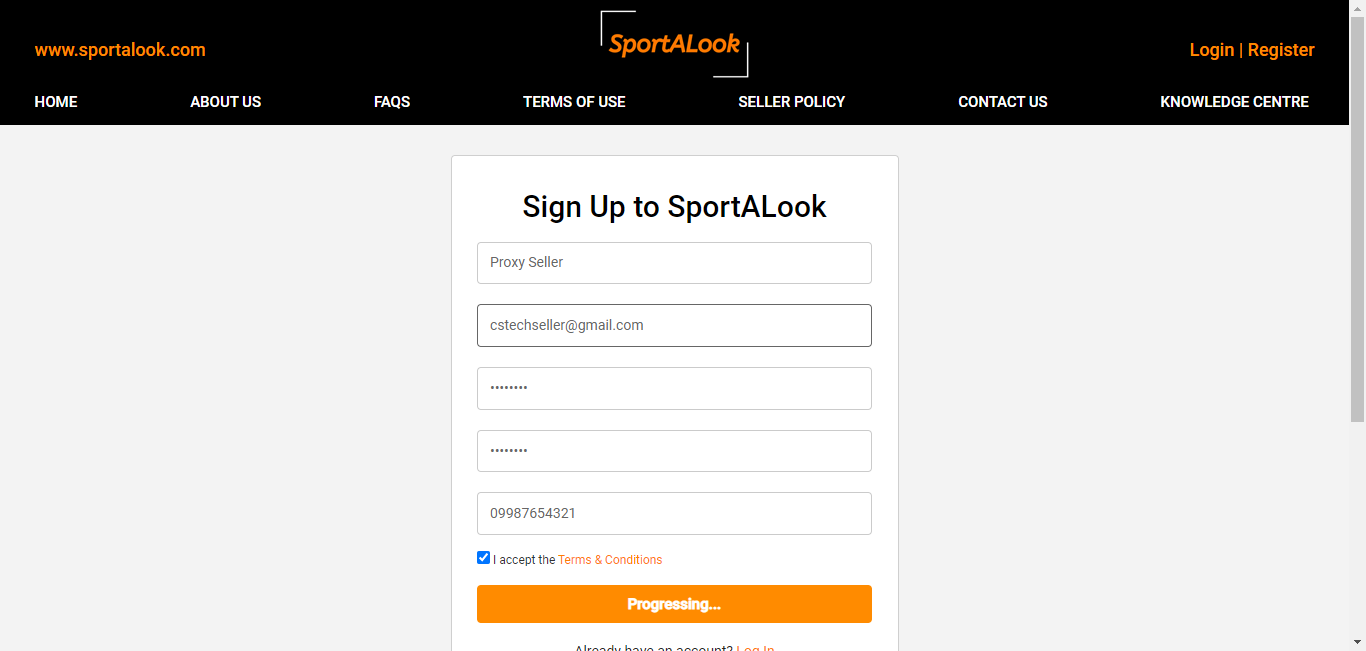 www.sportalook.com
SportALook
Login | Register
HOME ABOUT US FAQS TERMS OF USE SELLER POLICY CONTACT US KNOWLEDGE CENTRE
Sign Up to SportALook
Proxy Seller
cstechseller@gmail.com
••••••••
••••••••
09987654321
I accept the Terms & Conditions
Progressing...
Already have an account? Log In